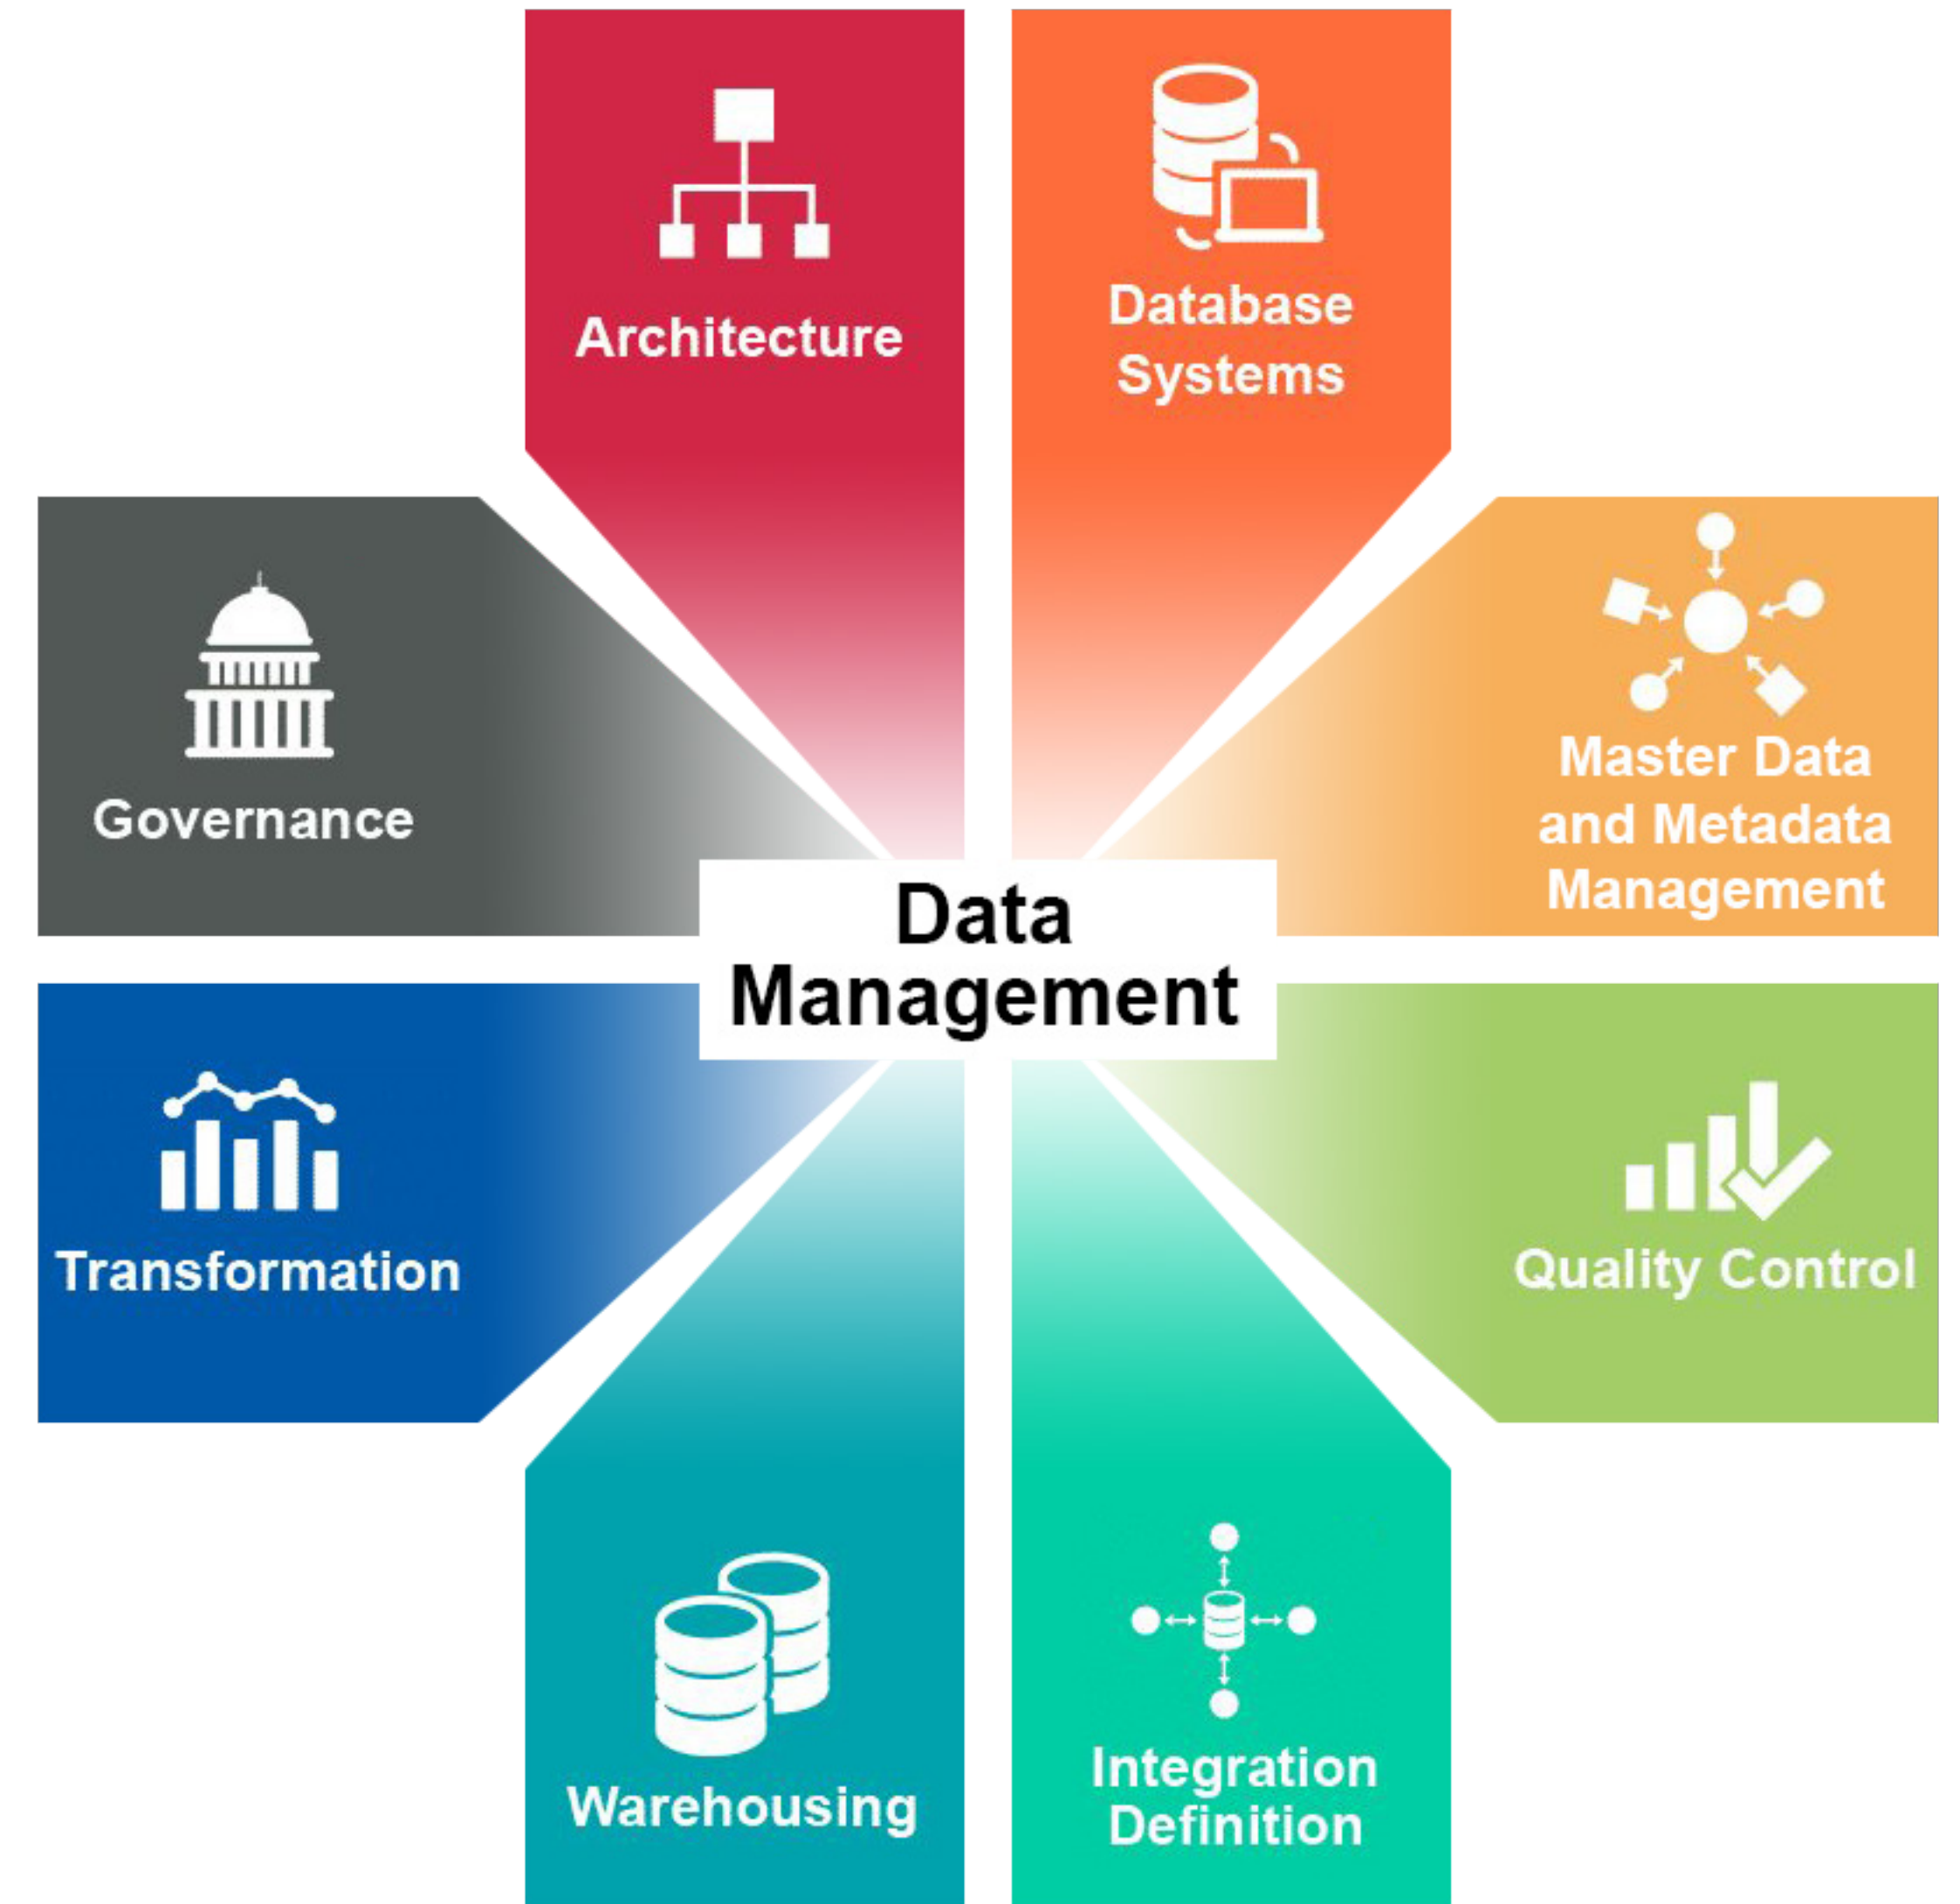 Architecture
Database
Systems
Governance
Master Data
and Metadata
Management
Data
Management
Transformation
Quality Control
Warehousing
Integration
Definition